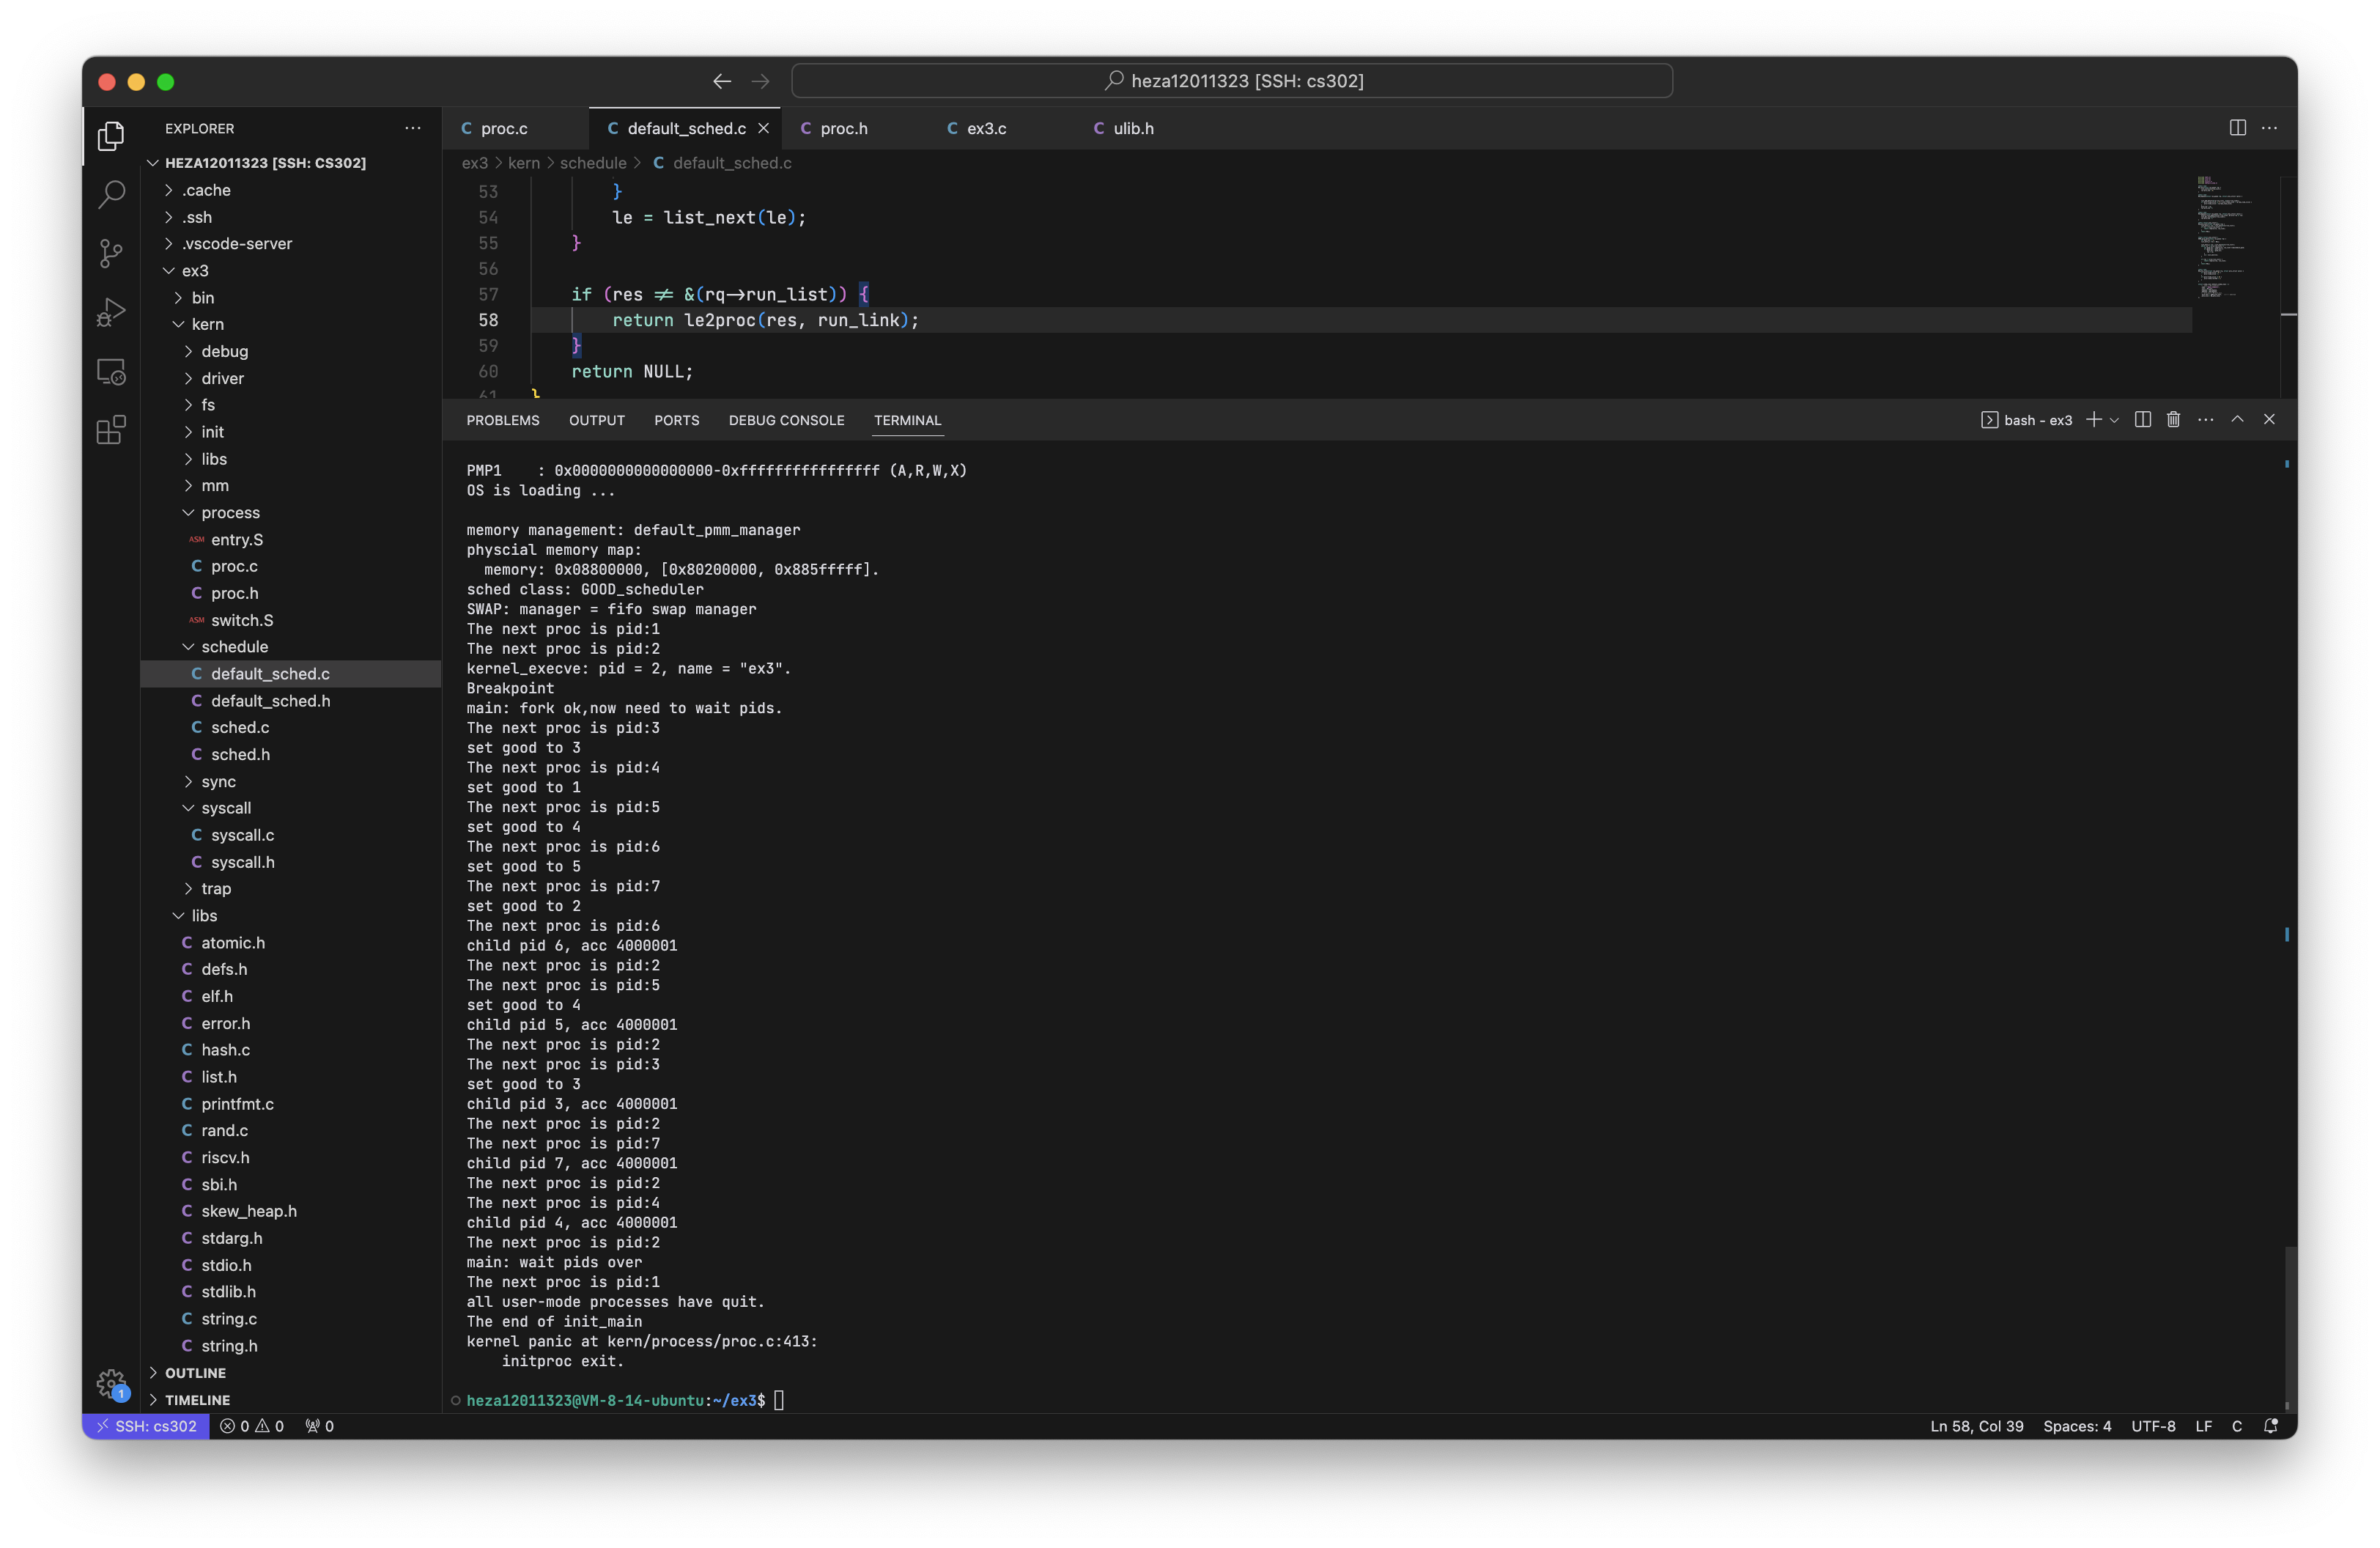 heza12011323 [SSH: cs302]
EXPLORER
HEZA12011323 [SSH: CS302]
.cache
.ssh
.vscode-server
ex3
bin
kern
debug
driver
fs
init
libs
mm
process
ASM entry.S
C proc.c
C proc.h
ASM switch.S
schedule
C default_sched.c
C default_sched.h
C sched.c
C sched.h
sync
syscall
C syscall.c
C syscall.h
trap
libs
C atomic.h
C defs.h
C elf.h
C error.h
C hash.c
C list.h
C printfmt.c
C rand.c
C riscv.h
C sbi.h
C skew_heap.h
C stdarg.h
C stdio.h
C stdlib.h
C string.c
C string.h
OUTLINE
TIMELINE
1
C proc.c C default_sched.c C proc.h C ex3.c C ulib.h
ex3 > kern > schedule > C default_sched.c
53 }
54 le = list_next(le);
55 }
56
57 if (res ≠ &(rq→run_list)) {
58 return le2proc(res, run_link);
59 }
60 return NULL;
61 }
PROBLEMS OUTPUT PORTS DEBUG CONSOLE TERMINAL bash - ex3
PMP1    : 0x0000000000000000-0xffffffffffffffff (A,R,W,X)
OS is loading ...
memory management: default_pmm_manager
physcial memory map:
memory: 0x08800000, [0x80200000, 0x885fffff].
sched class: GOOD_scheduler
SWAP: manager = fifo swap manager
The next proc is pid:1
The next proc is pid:2
kernel_execve: pid = 2, name = "ex3".
Breakpoint
main: fork ok,now need to wait pids.
The next proc is pid:3
set good to 3
The next proc is pid:4
set good to 1
The next proc is pid:5
set good to 4
The next proc is pid:6
set good to 5
The next proc is pid:7
set good to 2
The next proc is pid:6
child pid 6, acc 4000001
The next proc is pid:2
The next proc is pid:5
set good to 4
child pid 5, acc 4000001
The next proc is pid:2
The next proc is pid:3
set good to 3
child pid 3, acc 4000001
The next proc is pid:2
The next proc is pid:7
child pid 7, acc 4000001
The next proc is pid:2
The next proc is pid:4
child pid 4, acc 4000001
The next proc is pid:2
main: wait pids over
The next proc is pid:1
all user-mode processes have quit.
The end of init_main
kernel panic at kern/process/proc.c:413:
initproc exit.
heza12011323@VM-8-14-ubuntu:~/ex3$
SSH: cs302 0 0 0 Ln 58, Col 39 Spaces: 4 UTF-8 LF C